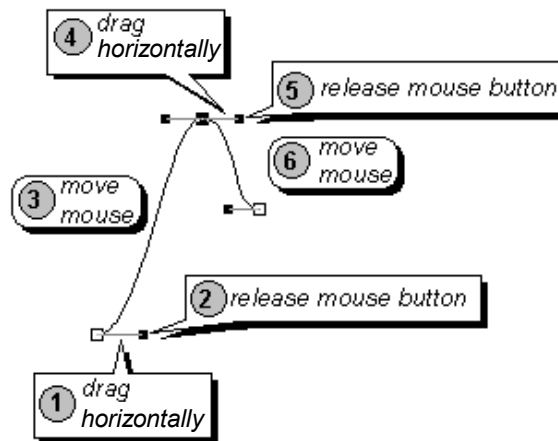 4 drag
horizontally
5 release mouse button
6 move
mouse
3 move
mouse
2 release mouse button
1 drag
horizontally